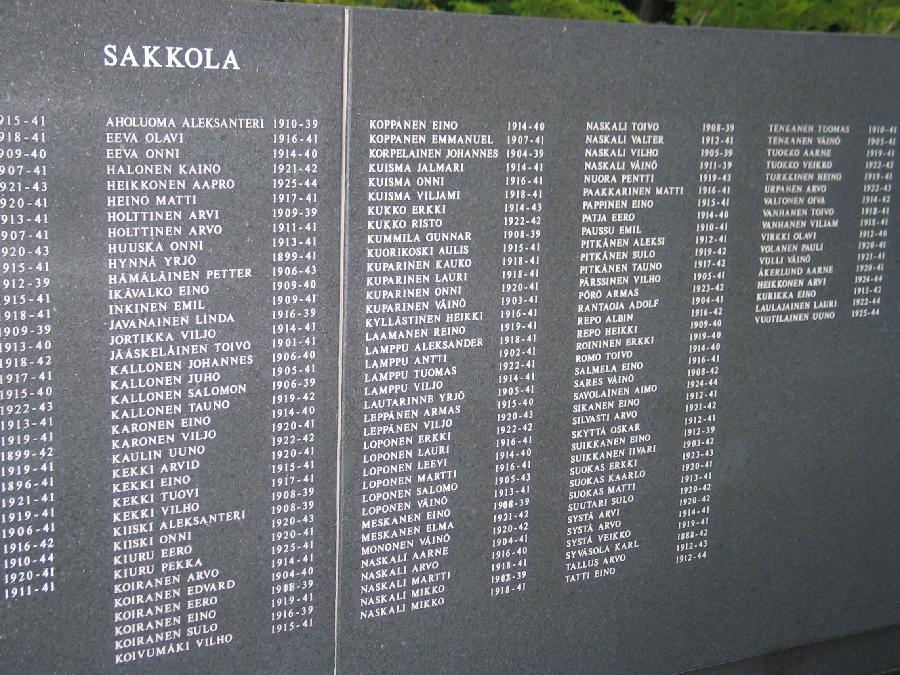 915-41
918-41
909-40
907-41
921-43
920-41
913-41
907-41
920-43
915-41
912-39
915-41
918-41
909-39
913-40
918-42
917-41
915-40
1922-43
1913-41
1919-41
1899-42
1919-41
1896-41
1921-41
1919-41
1906-41
1916-42
1910-44
1920-41
1911-41
SAKKOLA
AHOLUOMA ALEKSANTERI 1910-39
EEVA OLAVI 1916-41
EEVA ONNI 1914-40
HALONEN KAINO 1921-42
HEIKKONEN AAPRO 1925-44
HEINO MATTI 1917-41
HOLTTINEN ARVI 1909-39
HOLTTINEN ARVO 1911-41
HUUSKA ONNI 1913-41
HYNNÄ YRJÖ 1899-41
HÄMÄLÄINEN PETTER 1906-43
IKÄVALKO EINO 1909-40
INKINEN EMIL 1909-41
JAVANAINEN LINDA 1916-39
JORTIKKA VILJO 1914-41
JÄÄSKELÄINEN TOIVO 1901-41
KALLONEN JOHANNES 1906-40
KALLONEN JUHO 1905-41
KALLONEN SALOMON 1906-39
KALLONEN TAUNO 1919-42
KARONEN EINO 1914-40
KARONEN VILJO 1920-41
KAULIN UUNO 1922-42
KEKKI ARVID 1920-41
KEKKI EINO 1915-41
KEKKI TUOVI 1917-41
KEKKI VILHO 1908-39
KIISKI ALEKSANTERI 1908-39
KIISKI ONNI 1920-43
KIURU EERO 1920-41
KIURU PEKKA 1925-41
KOIRANEN ARVO 1914-41
KOIRANEN EDVARD 1904-40
KOIRANEN EERO 1908-39
KOIRANEN EINO 1919-41
KOIRANEN SULO 1916-39
KOIVUMÄKI VILHO 1915-41
KOPPANEN EINO 1914-40
KOPPANEN EMMANUEL 1907-41
KORPELAINEN JOHANNES 1904-39
KUISMA JALMARI 1914-41
KUISMA ONNI 1916-41
KUISMA VILJAMI 1918-41
KUKKO ERKKI 1914-43
KUKKO RISTO 1922-42
KUMMILA GUNNAR 1908-39
KUORIKOSKI AULIS 1915-41
KUPARINEN KAUKO 1918-41
KUPARINEN LAURI 1918-41
KUPARINEN ONNI 1920-41
KUPARINEN VÄINÖ 1903-41
KYLLÄSTINEN HEIKKI 1916-41
LAAMANEN REINO 1919-41
LAMPPU ALEKSANDER 1918-41
LAMPPU ANTTI 1902-41
LAMPPU TUOMAS 1922-41
LAMPPU VILJO 1914-41
LAUTARINNE YRJÖ 1905-41
LEPPÄNEN ARMAS 1915-40
LEPPÄNEN VILJO 1920-43
LOPONEN ERKKI 1922-42
LOPONEN LAURI 1916-41
LOPONEN LEEVI 1914-40
LOPONEN MARTTI 1916-41
LOPONEN SALOMO 1905-43
LOPONEN VÄINÖ 1913-41
MESKANEN EINO 1908-39
MESKANEN ELMA 1921-42
MONONEN VÄINÖ 1920-42
NASKALI AARNE 1904-41
NASKALI ARVO 1916-40
NASKALI MARTTI 1918-41
NASKALI MIKKO 1903-39
NASKALI MIKKO 1918-41
NASKALI TOIVO 1908-39
NASKALI VALTER 1912-41
NASKALI VILHO 1905-39
NASKALI VÄINÖ 1911-39
NUORA PENTTI 1919-43
PAAKKARINEN MATTI 1916-41
PAPPINEN EINO 1915-41
PATJA EERO 1914-40
PAUSSU EMIL 1910-41
PITKÄNEN ALEKSI 1912-41
PITKÄNEN SULO 1919-42
PITKÄNEN TAUNO 1917-42
PÄRSSINEN VILHO 1905-41
PÖRÖ ARMAS 1923-42
RANTAOJA ADOLF 1904-41
REPO ALBIN 1916-42
REPO HEIKKI 1909-40
ROININEN ERKKI 1919-40
ROMO TOIVO 1914-40
SALMELA EINO 1916-41
SARES VÄINÖ 1908-42
SAVOLAINEN AIMO 1924-44
SIKANEN EINO 1912-41
SILVASTI ARVO 1921-42
SKYTTÄ OSKAR 1912-41
SUIKKANEN EINO 1912-39
SUIKKANEN IIVARI 1903-42
SUOKAS ERKKI 1923-43
SUOKAS KAARLO 1920-41
SUOKAS MATTI 1913-41
SUUTARI SULO 1920-42
SYSTÄ ARVI 1920-42
SYSTÄ ARVO 1914-41
SYSTÄ VEIKKO 1919-41
SYVÄSOLA KARL 1888-42
TALLUS ARVO 1912-43
TATTI EINO 1912-44
TENKANEN TUOMAS 1910-41
TENKANEN VÄINÖ 1905-41
TUOKKO AARNE 1919-41
TUOKKO VEIKKO 1922-41
TURKKINEN HEINO 1919-41
URPANEN ARVO 1923-43
VALTONEN OIVA 1914-42
VANHANEN TOIVO 1918-41
VANHANEN VILJAM 1918-41
VIRKKI OLAVI 1912-40
VOLANEN PAULI 1920-41
VULLI VÄINÖ 1921-41
ÅKERLUND AARNE 1920-41
HEIKKONEN ARVI 1924-44
KURIKKA EINO 1913-42
LAULAJAINEN LAURI 1922-44
VUOTILAINEN UUNO 1925-44